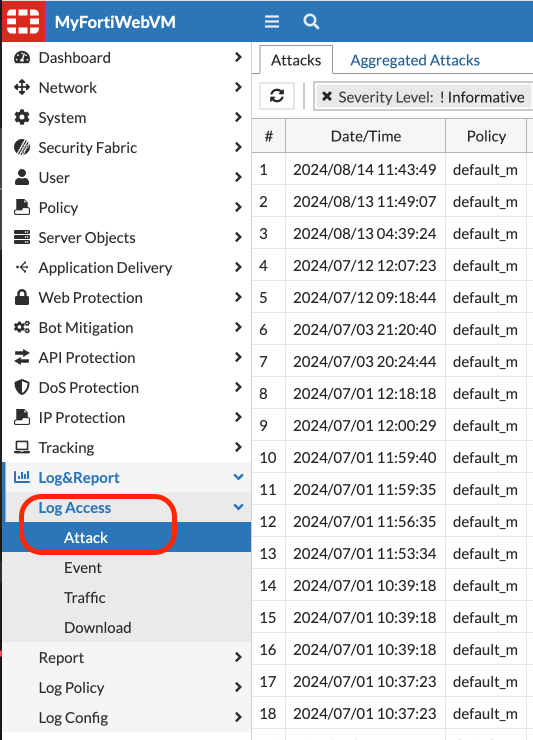 MyFortiWebVM
Dashboard
Network
System
Security Fabric
User
Policy
Server Objects
Application Delivery
Web Protection
Bot Mitigation
API Protection
DoS Protection
IP Protection
Tracking
Log&Report
Log Access
Attack
Event
Traffic
Download
Report
Log Policy
Log Config
Attacks Aggregated Attacks
Severity Level: ! Informative
# Date/Time Policy
1 2024/08/14 11:43:49 default_m
2 2024/08/13 11:49:07 default_m
3 2024/08/13 04:39:24 default_m
4 2024/07/12 12:07:23 default_m
5 2024/07/12 09:18:44 default_m
6 2024/07/03 21:20:40 default_m
7 2024/07/03 20:24:44 default_m
8 2024/07/01 12:18:18 default_m
9 2024/07/01 12:00:29 default_m
10 2024/07/01 11:59:40 default_m
11 2024/07/01 11:59:35 default_m
12 2024/07/01 11:56:35 default_m
13 2024/07/01 11:53:34 default_m
14 2024/07/01 10:39:18 default_m
15 2024/07/01 10:39:18 default_m
16 2024/07/01 10:39:18 default_m
17 2024/07/01 10:37:23 default_m
18 2024/07/01 10:37:23 default_m